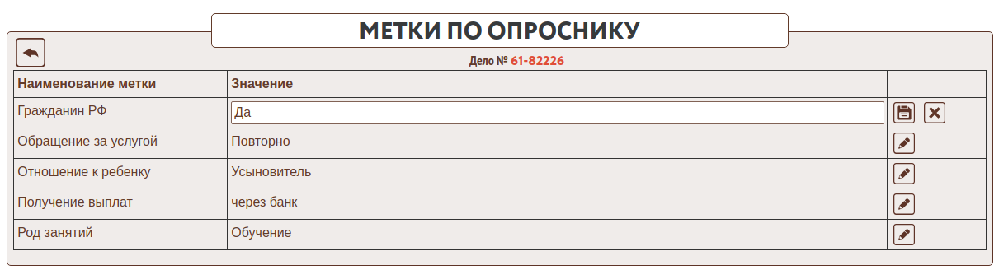 МЕТКИ ПО ОПРОСНИКУ
Дело № 61-82226
Наименование метки Значение
Гражданин РФ Да
Обращение за услугой Повторно
Отношение к ребенку Усыновитель
Получение выплат через банк
Род занятий Обучение